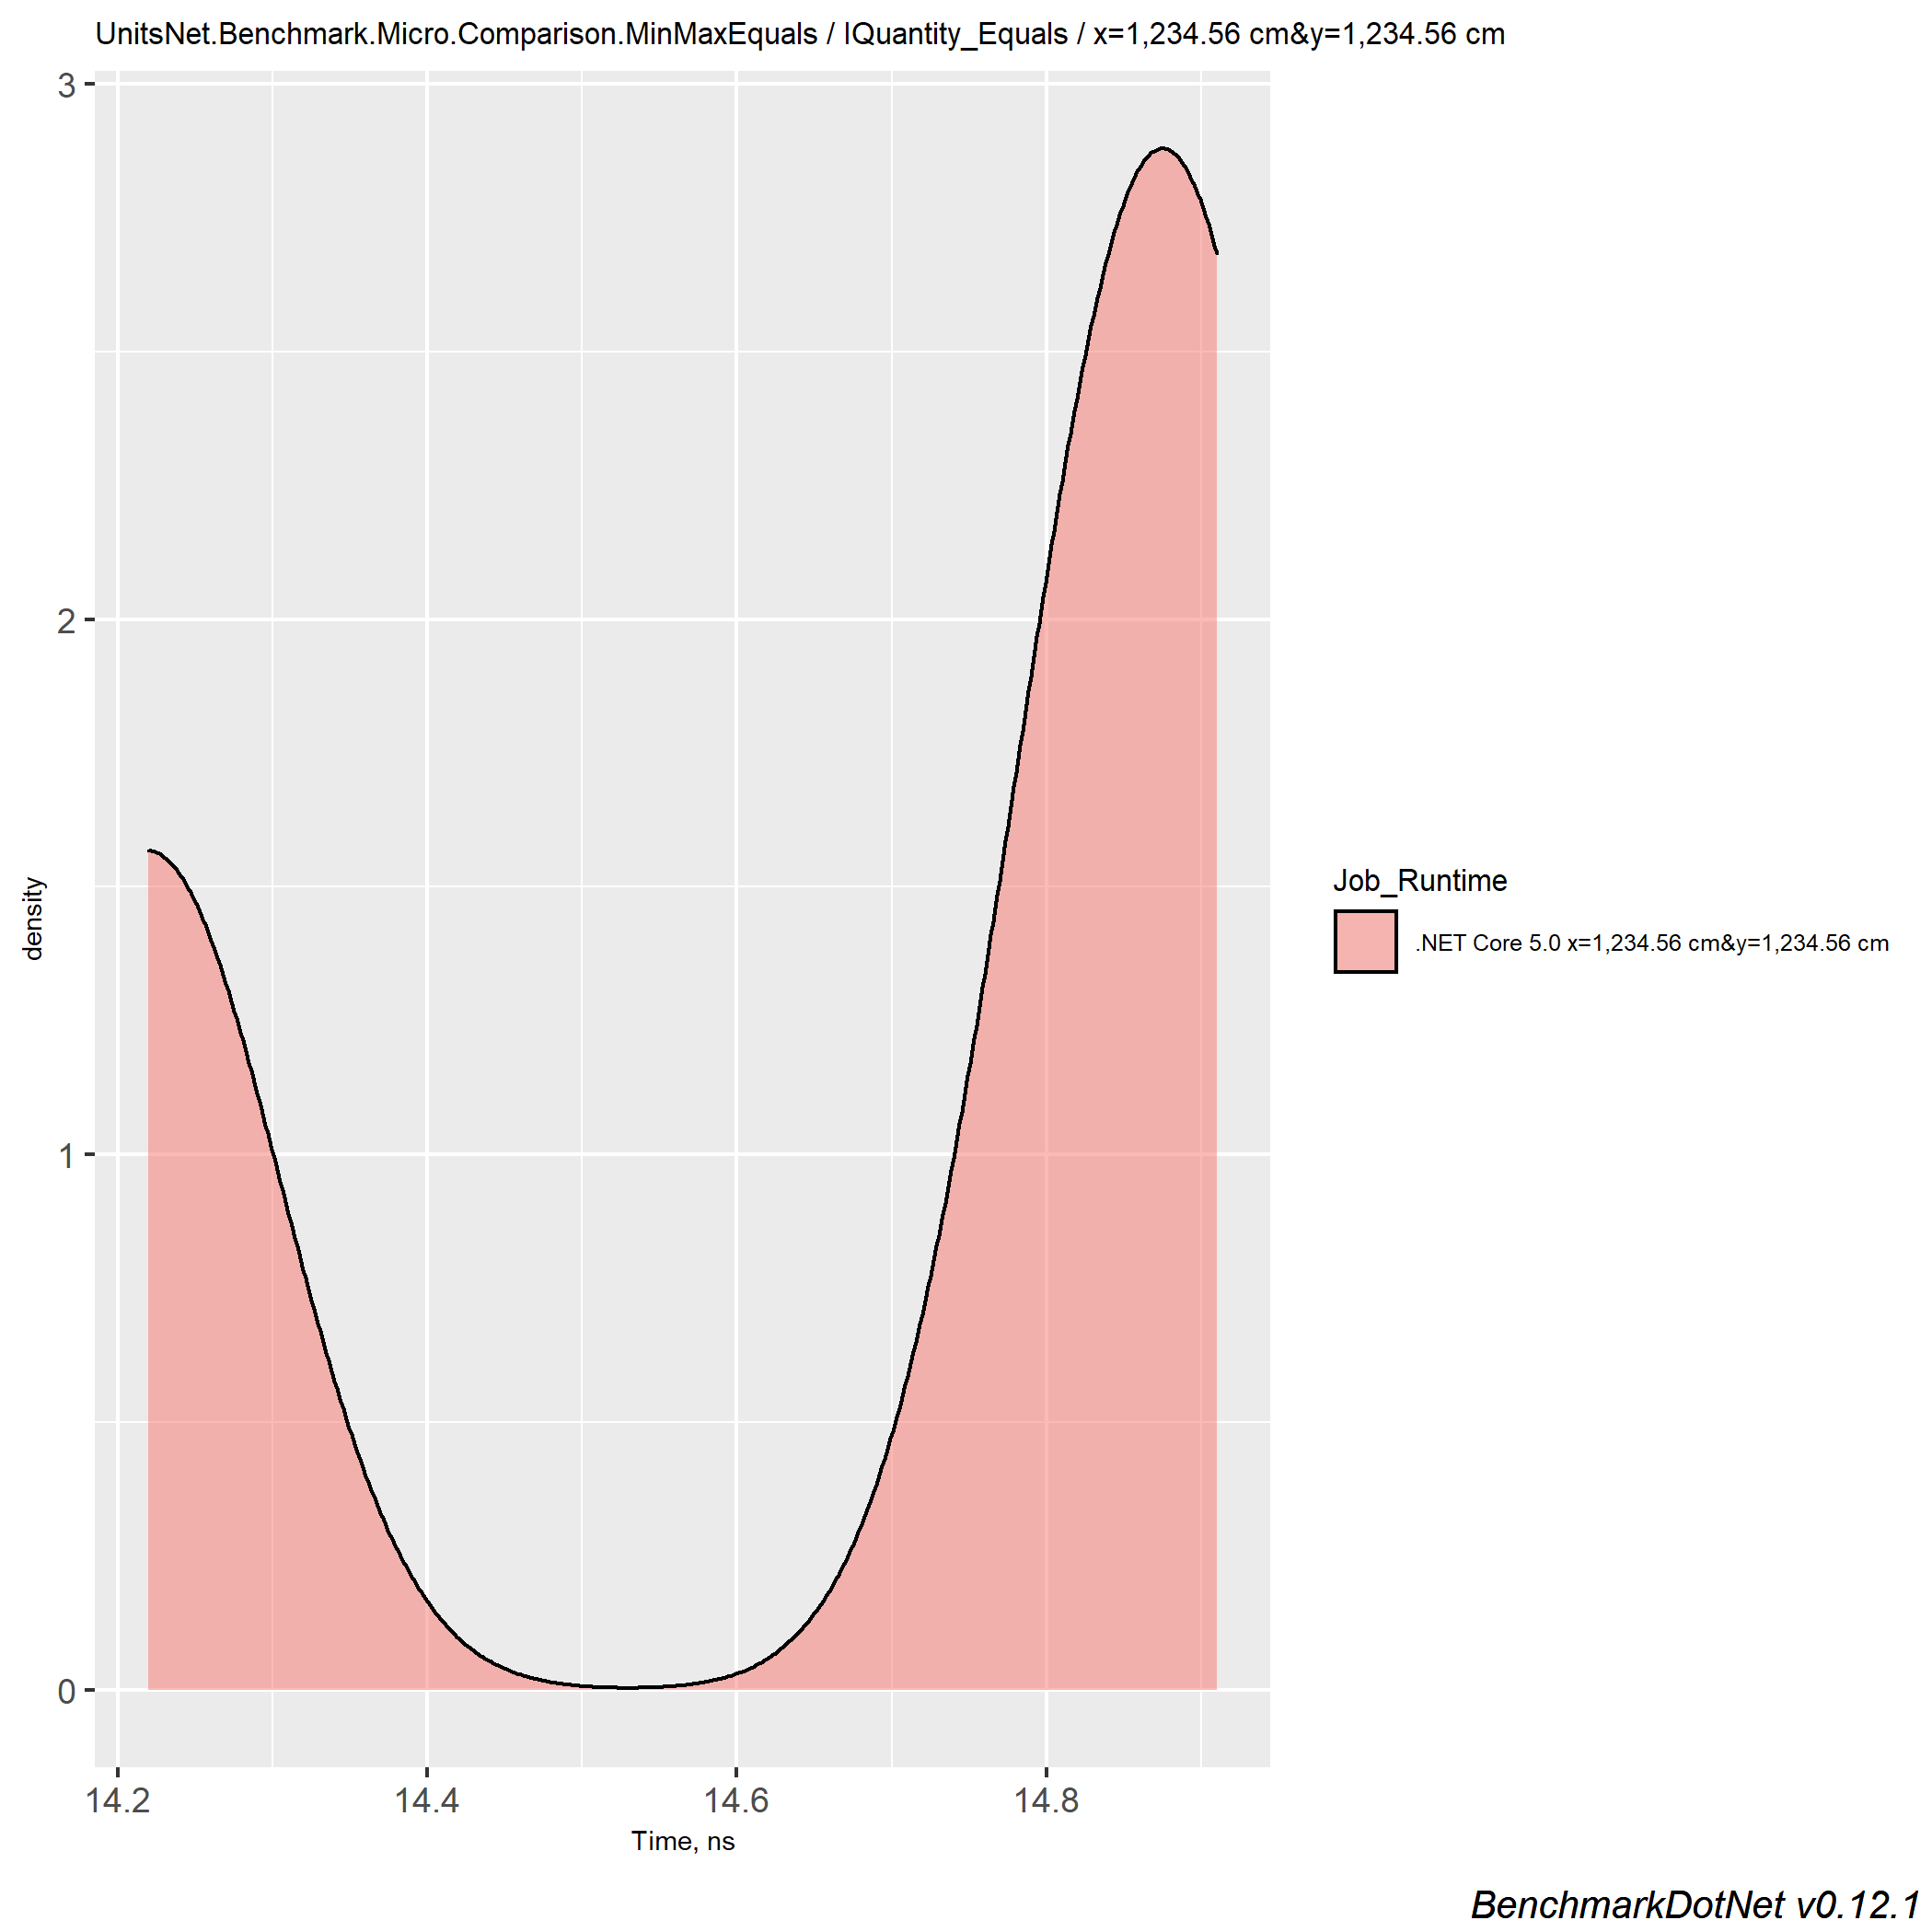 UnitsNet.Benchmark.Micro.Comparison.MinMaxEquals / IQuantity_Equals / x=1,234.56 cm&y=1,234.56 cm
3
2
1
0
density
14.2 14.4 14.6 14.8
Time, ns
Job_Runtime
.NET Core 5.0 x=1,234.56 cm&y=1,234.56 cm
BenchmarkDotNet v0.12.1